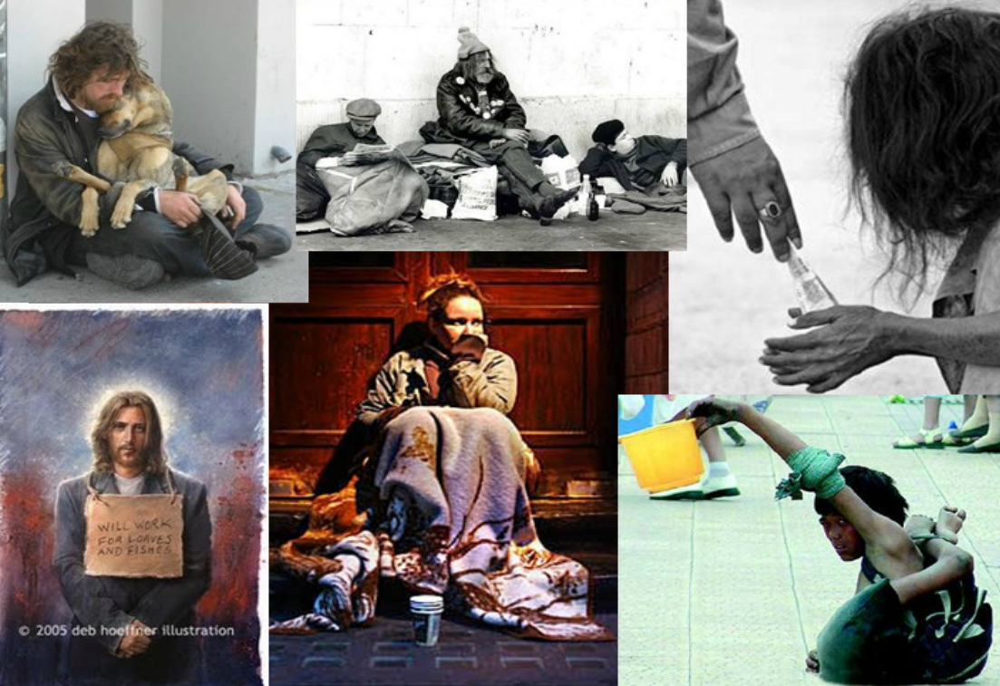 WILL WORK
FOR LOAVES
AND FISHES
© 2005 deb hoeffner illustration